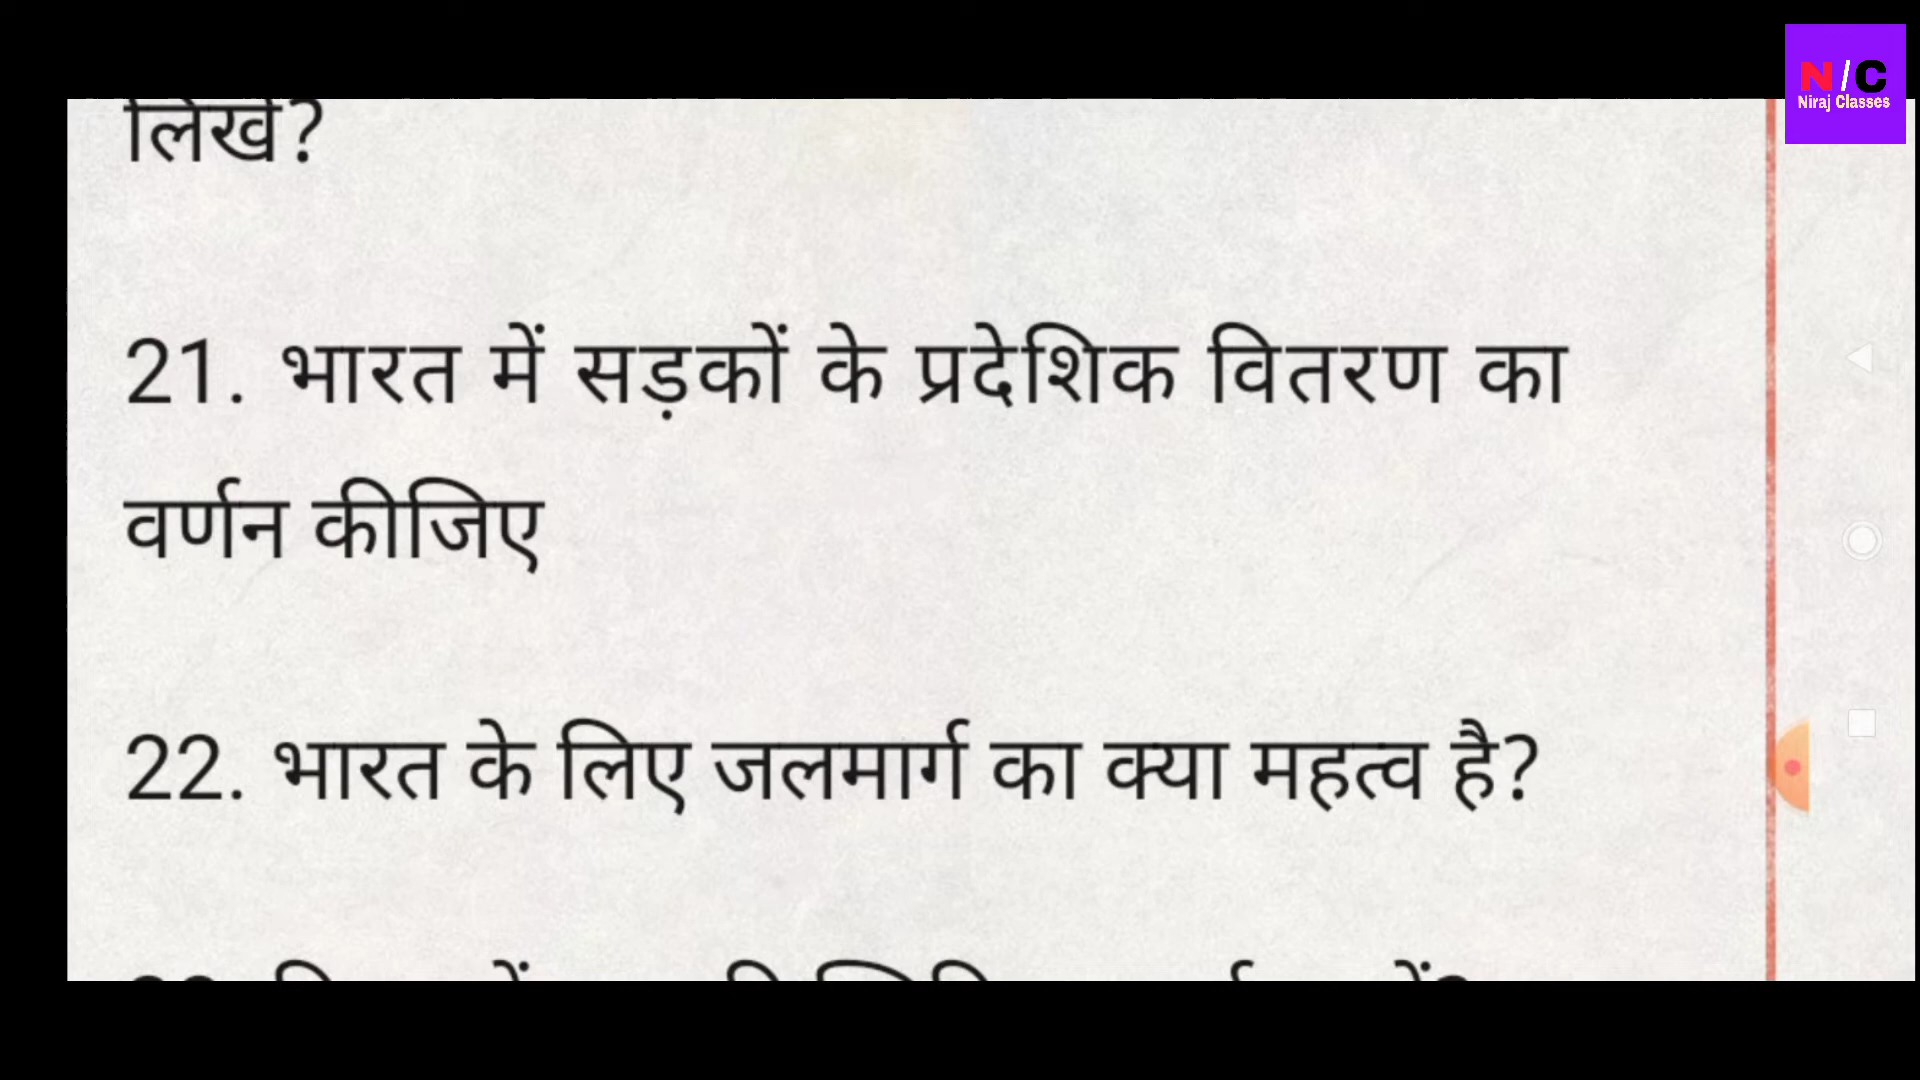 N/C
Niraj Classes
लिखें?
21. भारत में सड़कों के प्रदेशिक वितरण का
वर्णन कीजिए
22. भारत के लिए जलमार्ग का क्या महत्व है?